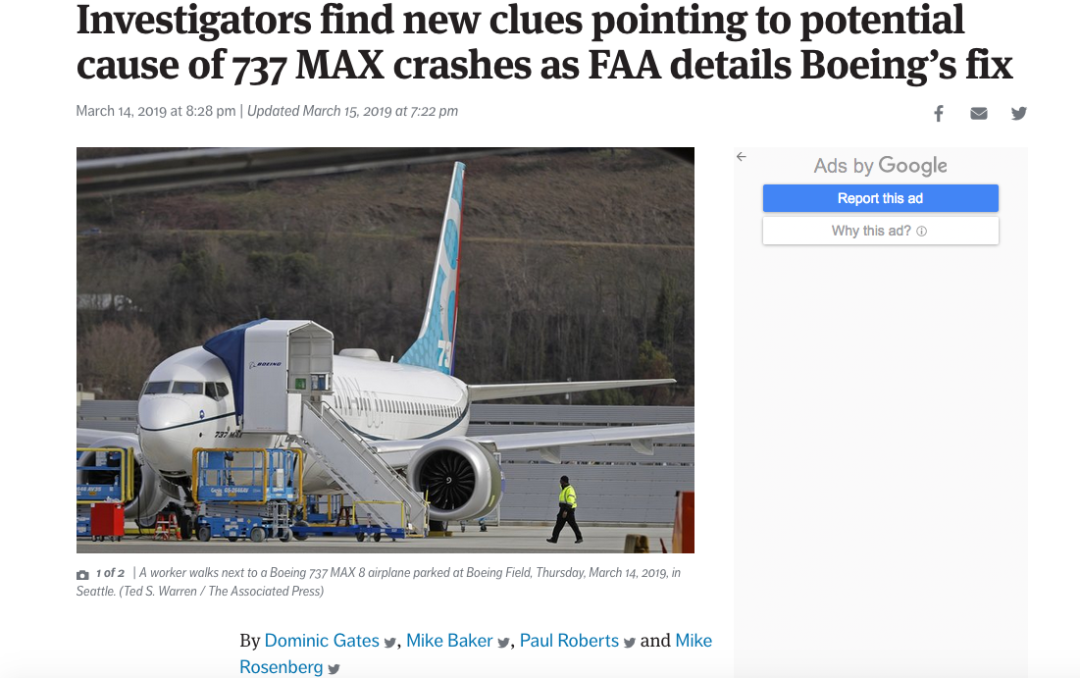 Investigators find new clues pointing to potential
cause of 737 MAX crashes as FAA details Boeing’s fix
March 14, 2019 at 8:28 pm | Updated March 15, 2019 at 7:22 pm
Ads by Google
Report this ad
Why this ad?
BOEING
737 MAX
1 of 2 | A worker walks next to a Boeing 737 MAX 8 airplane parked at Boeing Field, Thursday, March 14, 2019, in
Seattle. (Ted S. Warren / The Associated Press)
By Dominic Gates, Mike Baker, Paul Roberts and Mike
Rosenberg